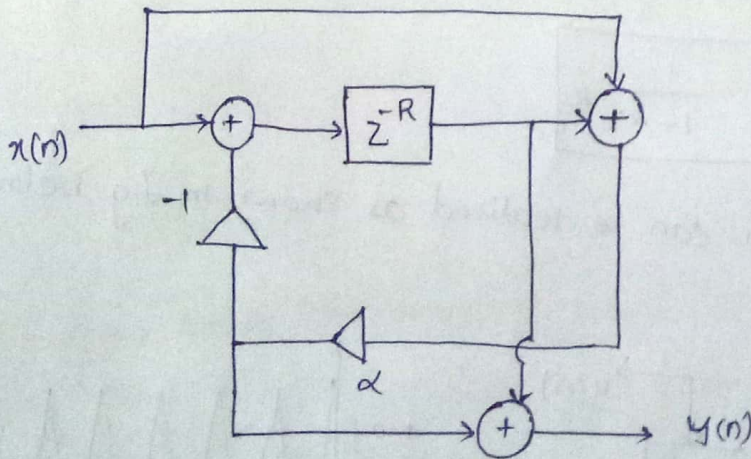 x(n)
+
z^-R
+
-1
α
+
y(n)